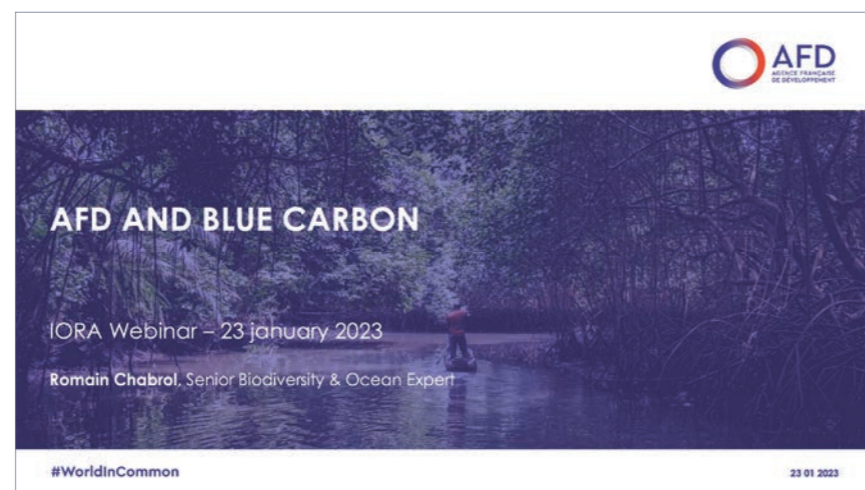 AFD
AGENCE FRANÇAISE
DE DÉVELOPPEMENT
AFD AND BLUE CARBON
IORA Webinar – 23 january 2023
Romain Chabrol, Senior Biodiversity & Ocean Expert
#WorldInCommon
23 01 2023